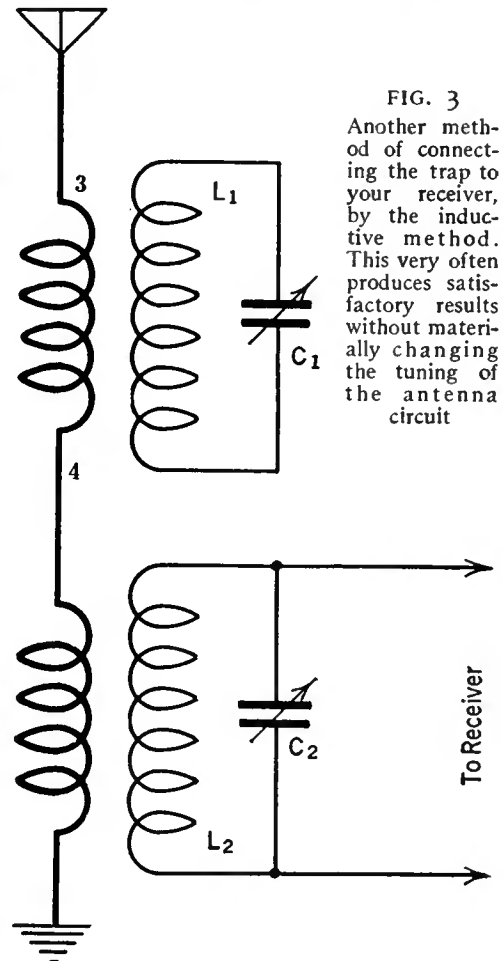 FIG. 3
Another meth-
od of connect-
ing the trap to
your receiver,
by the induc-
tive method.
This very often
produces satis-
factory results
without materi-
ally changing
the tuning of
the antenna
circuit
3
L1
C1
4
C2
L2
To Receiver